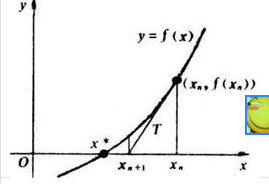 y
y = f(x)
(xₙ, f(xₙ))
T
x*
O
xₙ₊₁
xₙ
x